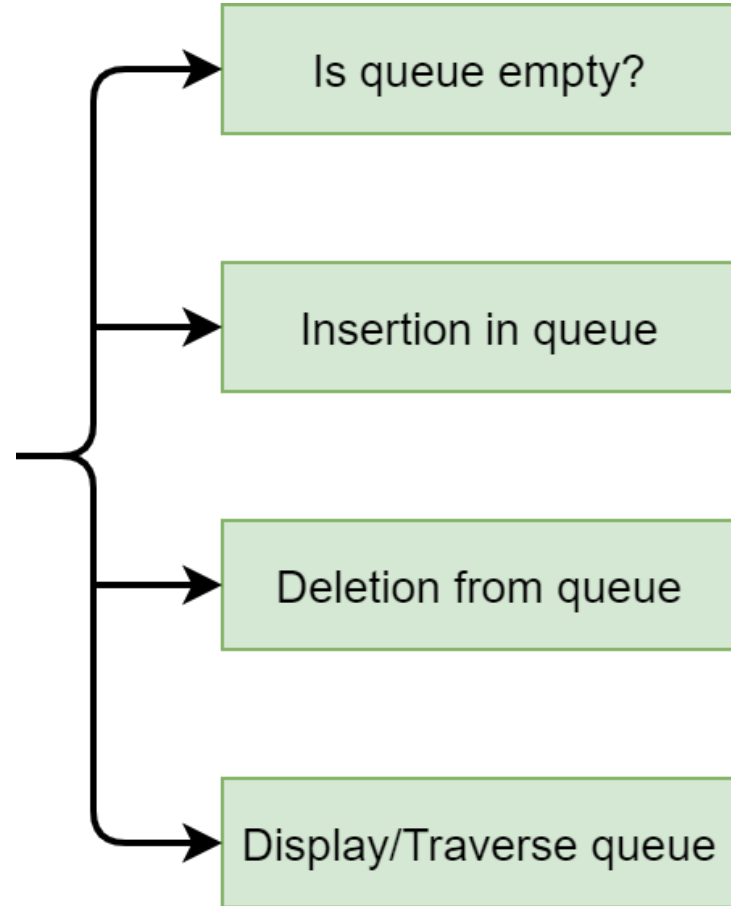 Is queue empty?
Insertion in queue
Deletion from queue
Display/Traverse queue